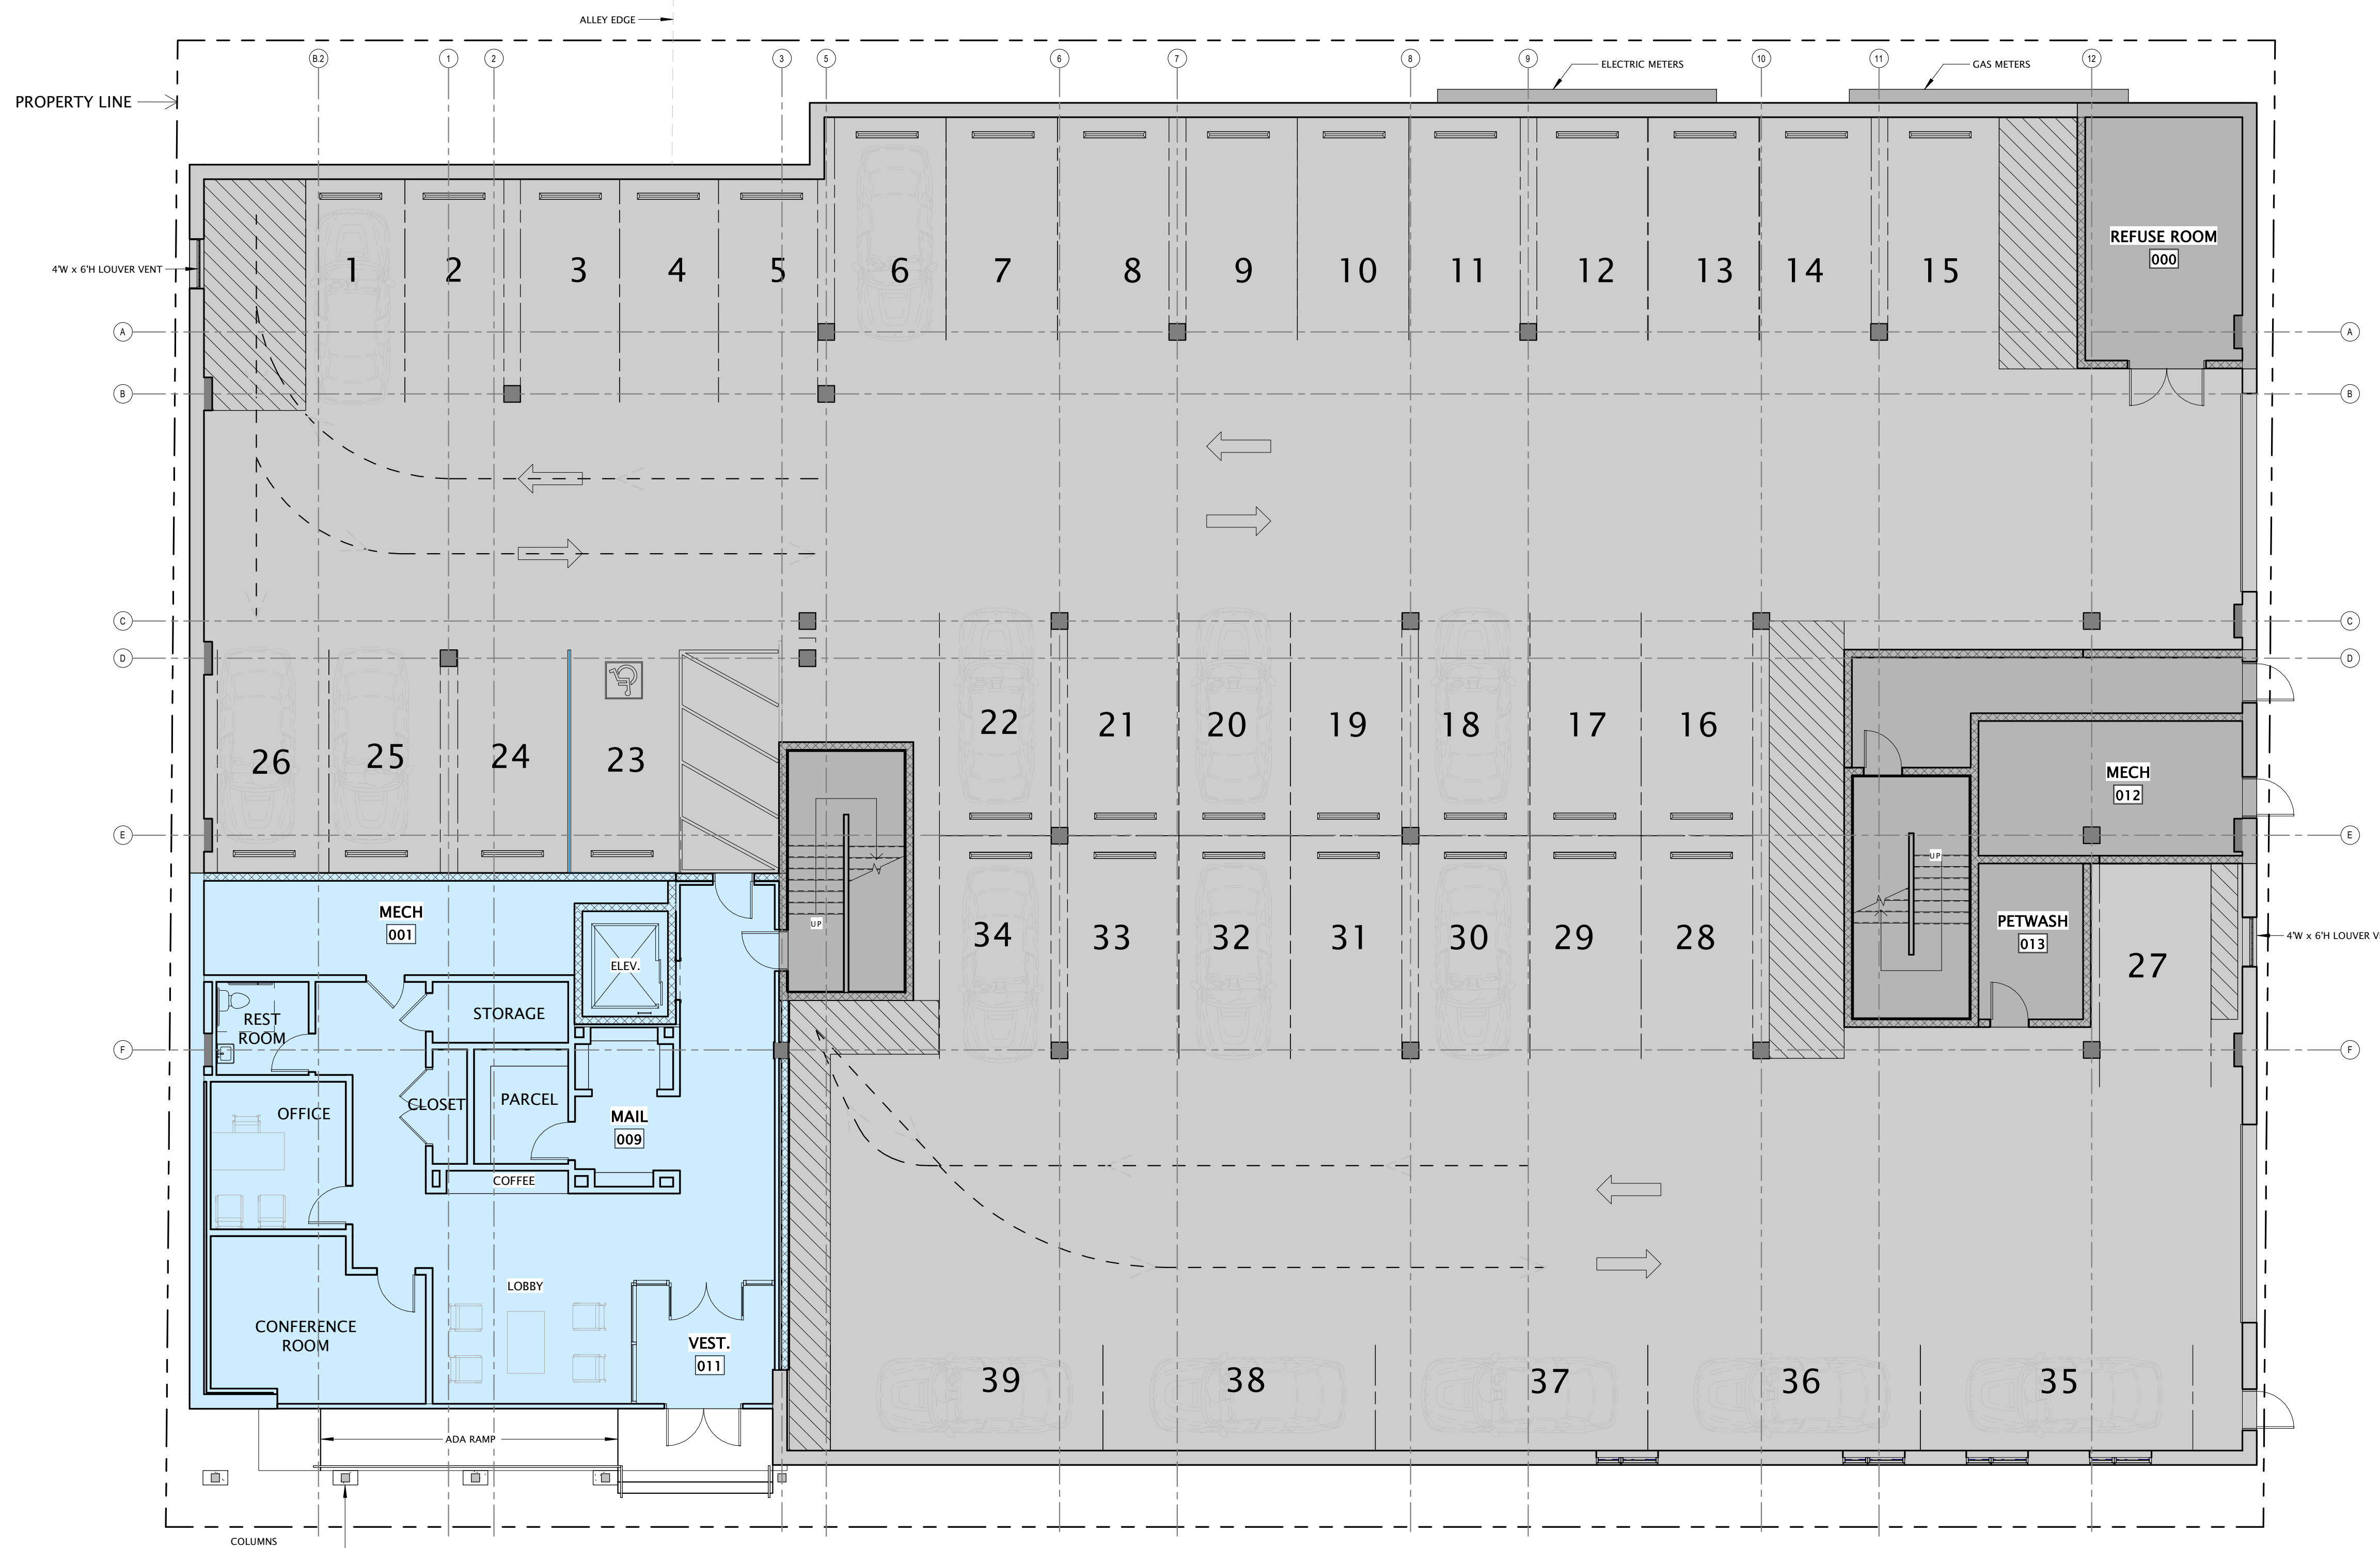 ALLEY EDGE
B.2 1 2 3 5 6 7 8 9 10 11 12
ELECTRIC METERS
GAS METERS
PROPERTY LINE
REFUSE ROOM
000
4'W x 6'H LOUVER VENT
1 2 3 4 5 6 7 8 9 10 11 12 13 14 15
A A
B B
C C
D D
22 21 20 19 18 17 16
26 25 24 23
MECH
012
E E
UP
MECH
001
PETWASH
013
UP
34 33 32 31 30 29 28
4'W x 6'H LOUVER V
27
ELEV.
STORAGE
REST
ROOM
F F
PARCEL
CLOSET
OFFICE
MAIL
009
COFFEE
LOBBY
CONFERENCE
ROOM
VEST.
011
39 38 37 36 35
ADA RAMP
COLUMNS